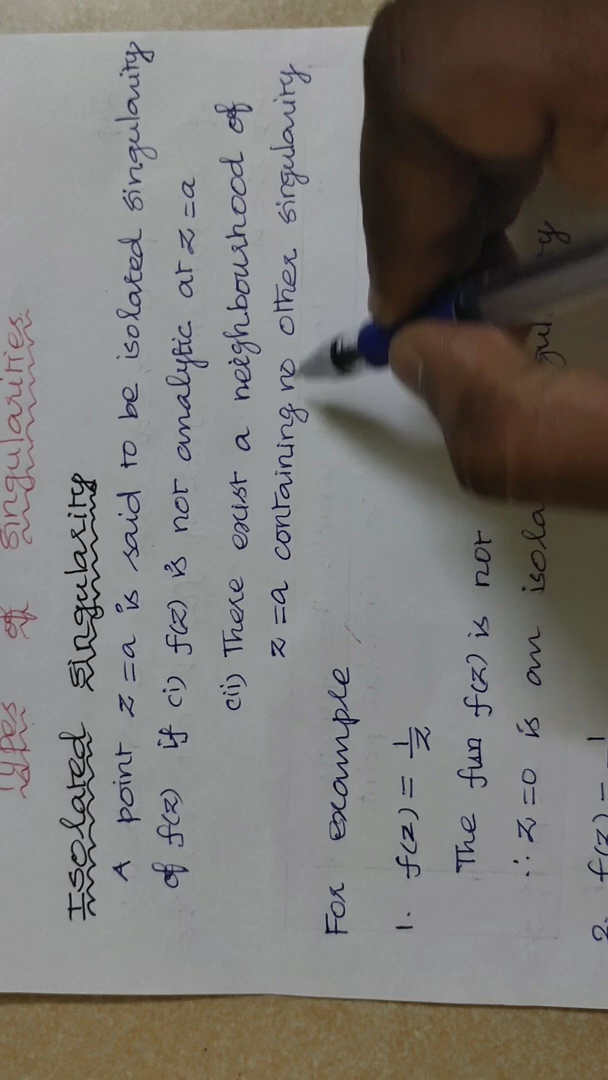 Types of singularities
Isolated singularity
A point z=a is said to be isolated singularity
of f(z) if (i) f(z) is not analytic at z=a
(ii) There exist a neighbourhood of
z=a containing no other singularity
For example
1. f(z) = 1/z
The fun f(z) is not
∴ z=0 is an isola
2. f(z) = 1